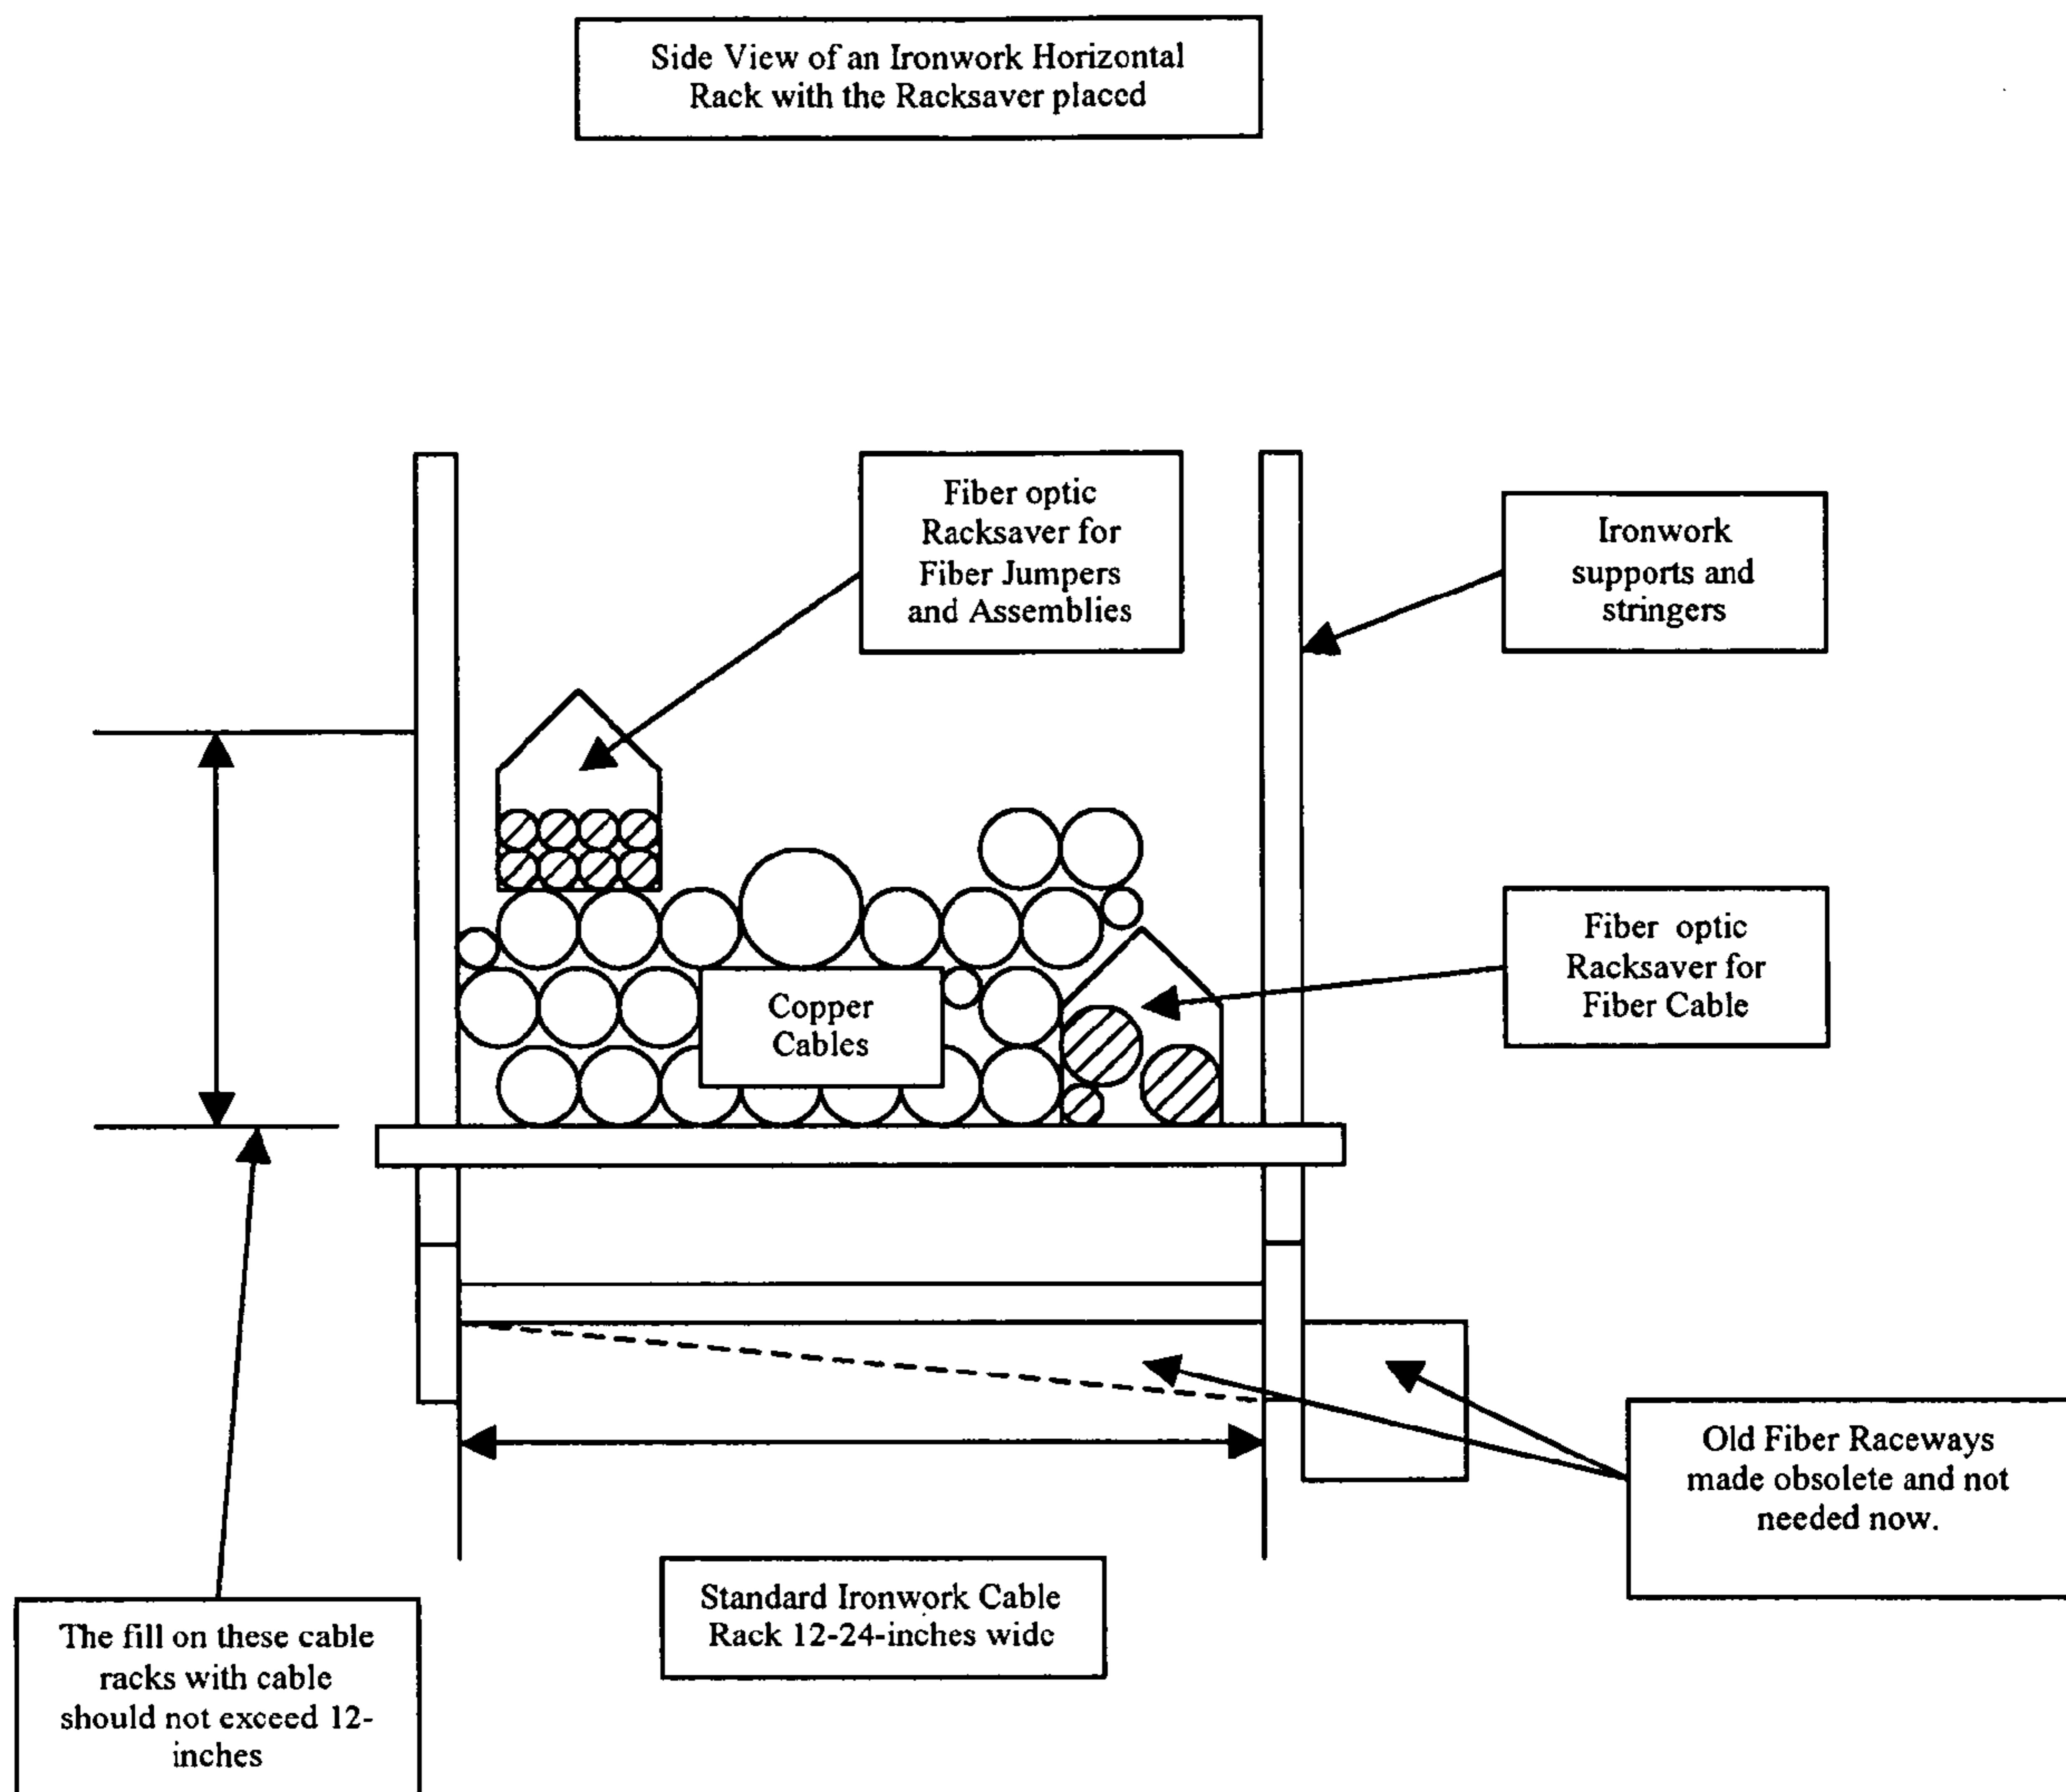 Side View of an Ironwork Horizontal
Rack with the Racksaver placed
Fiber optic
Racksaver for
Fiber Jumpers
and Assemblies
Ironwork
supports and
stringers
Fiber optic
Racksaver for
Fiber Cable
Copper
Cables
Old Fiber Raceways
made obsolete and not
needed now.
Standard Ironwork Cable
Rack 12-24-inches wide
The fill on these cable
racks with cable
should not exceed 12-
inches